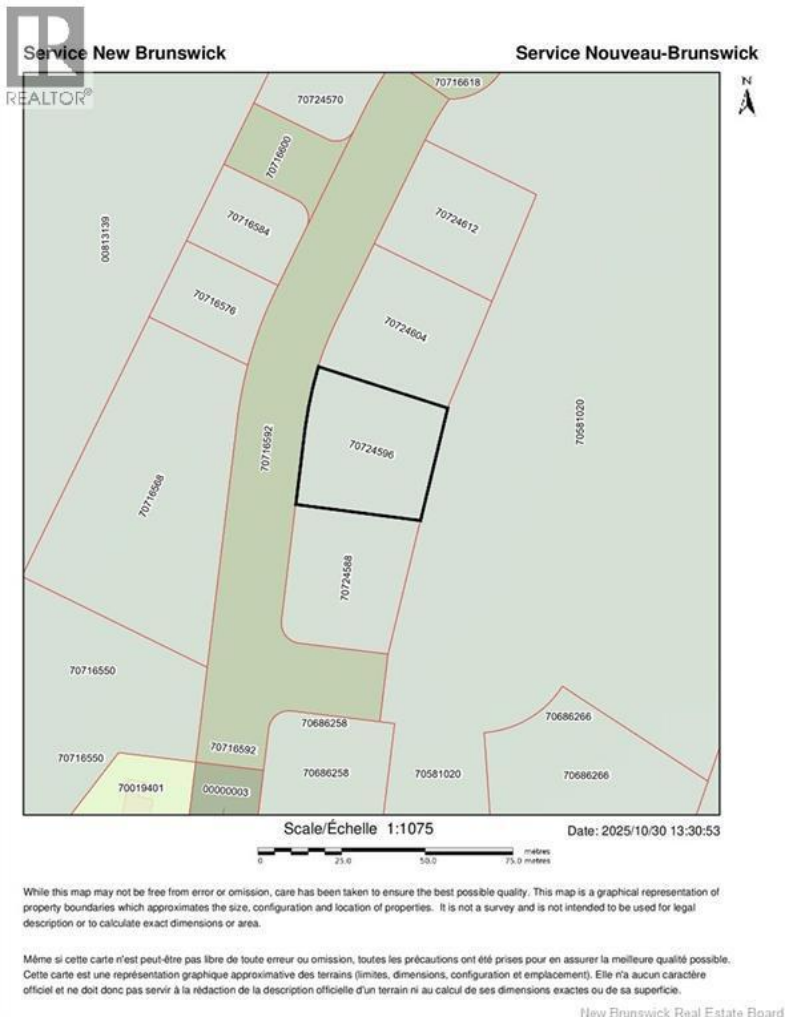 Service New Brunswick
Service Nouveau-Brunswick
REALTOR®
N
70716618
70724570
70716600
70716584
70724612
00813139
70716576
70724604
70581020
70716592
70724596
70716568
70724588
70716550
70686258
70686266
70716592
70716550
70686258
70581020
70686266
70019401
00000003
Scale/Échelle 1:1075
Date: 2025/10/30 13:30:53
mètres
0 25.0 50.0 75.0 metres
While this map may not be free from error or omission, care has been taken to ensure the best possible quality. This map is a graphical representation of
property boundaries which approximates the size, configuration and location of properties. It is not a survey and is not intended to be used for legal
description or to calculate exact dimensions or area.
Même si cette carte n'est peut-être pas libre de toute erreur ou omission, toutes les précautions ont été prises pour en assurer la meilleure qualité possible.
Cette carte est une représentation graphique approximative des terrains (limites, dimensions, configuration et emplacement). Elle n'a aucun caractère
officiel et ne doit donc pas servir à la rédaction de la description officielle d'un terrain ni au calcul de ses dimensions exactes ou de sa superficie.
New Brunswick Real Estate Board